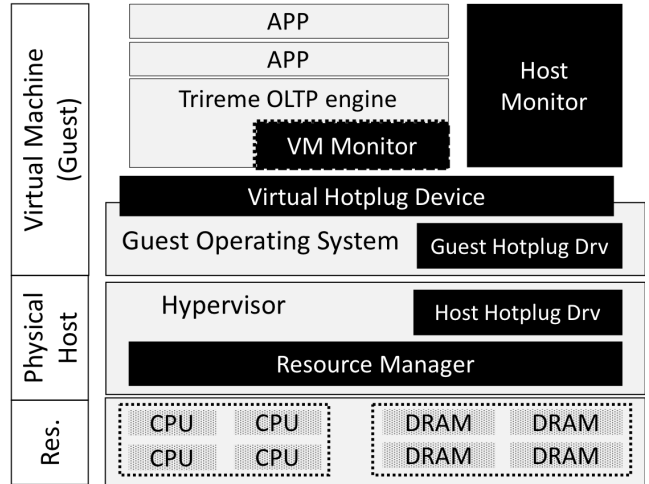 Virtual Machine
(Guest)
APP
APP
Trireme OLTP engine
VM Monitor
Host
Monitor
Virtual Hotplug Device
Guest Operating System
Guest Hotplug Drv
Physical
Host
Hypervisor
Host Hotplug Drv
Resource Manager
Res.
CPU CPU DRAM DRAM
CPU CPU DRAM DRAM